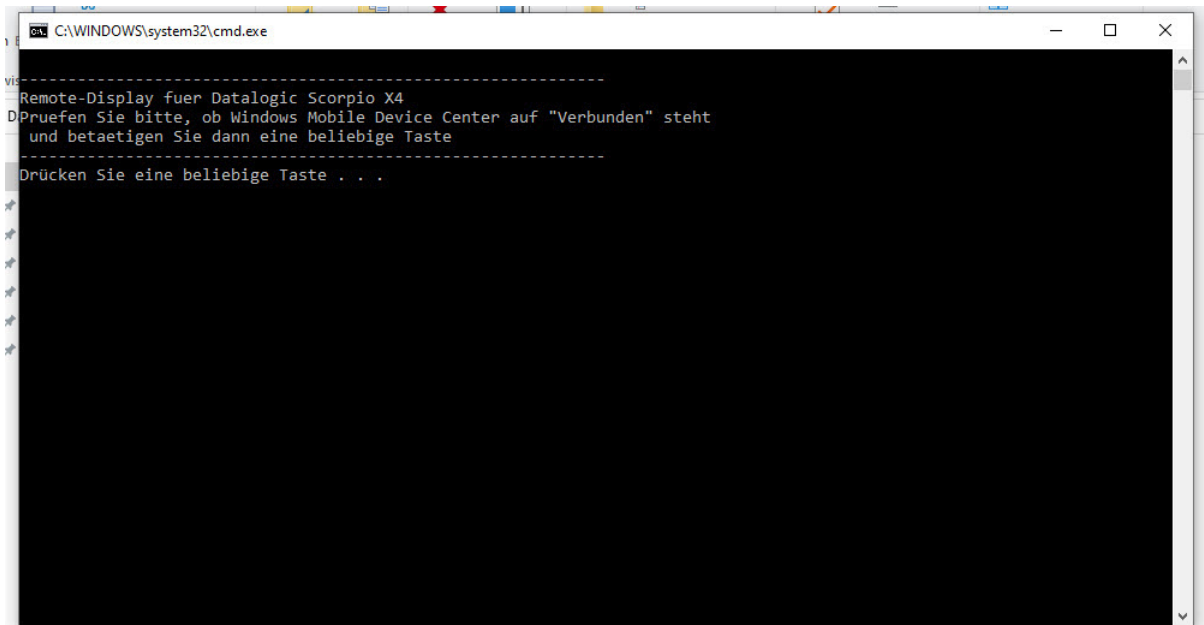 C:\WINDOWS\system32\cmd.exe
------------------------------------------------------------
Remote-Display fuer Datalogic Scorpio X4
Pruefen Sie bitte, ob Windows Mobile Device Center auf "Verbunden" steht
und betaetigen Sie dann eine beliebige Taste
------------------------------------------------------------
Drücken Sie eine beliebige Taste . . .